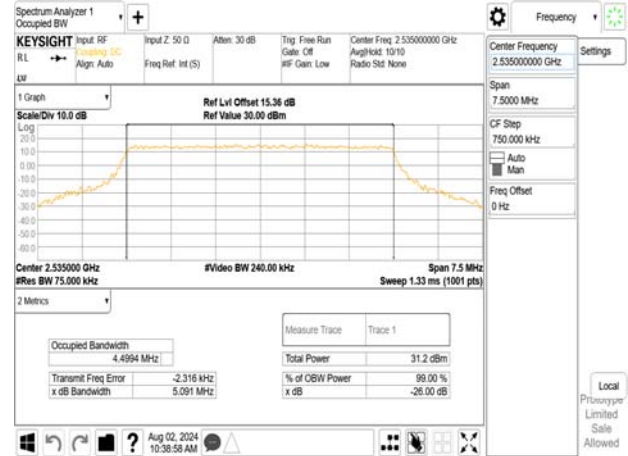 Spectrum Analyzer 1
Occupied BW
Frequency
KEYSIGHT
Input: RF
Input Z: 50 Ω
Atten: 30 dB
Trig: Free Run
Center Freq: 2.535000000 GHz
RL
Coupling: DC
Gate: Off
Avg|Hold: 10/10
Align: Auto
Freq Ref: Int (S)
#IF Gain: Low
Radio Std: None
Center Frequency
2.535000000 GHz
Settings
Span
7.5000 MHz
CF Step
750.000 kHz
Auto
Man
Freq Offset
0 Hz
1 Graph
Ref Lvl Offset 15.36 dB
Scale/Div 10.0 dB
Ref Value 30.00 dBm
Log
20.0
10.0
0.00
-10.0
-20.0
-30.0
-40.0
-50.0
-60.0
Center 2.535000 GHz
#Video BW 240.00 kHz
Span 7.5 MHz
#Res BW 75.000 kHz
Sweep 1.33 ms (1001 pts)
2 Metrics
Measure Trace
Trace 1
Occupied Bandwidth
4.4994 MHz
Total Power
31.2 dBm
Transmit Freq Error
-2.316 kHz
% of OBW Power
99.00 %
x dB Bandwidth
5.091 MHz
x dB
-26.00 dB
Local
Prototype
Limited
Sale
Allowed
?
Aug 02, 2024
10:38:58 AM